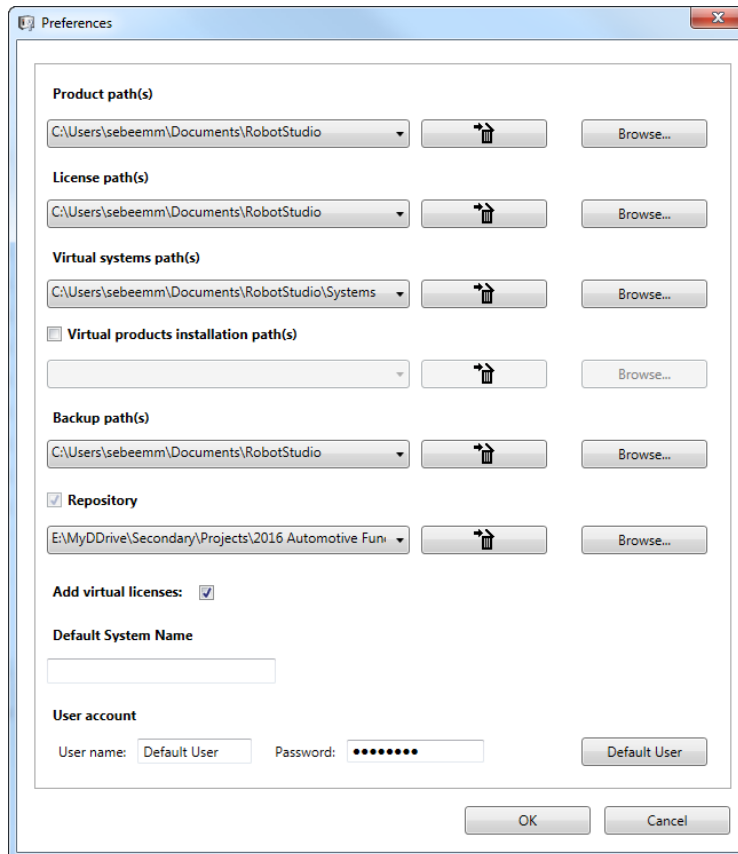 Preferences
Product path(s)
C:\Users\sebeemm\Documents\RobotStudio Browse...
License path(s)
C:\Users\sebeemm\Documents\RobotStudio Browse...
Virtual systems path(s)
C:\Users\sebeemm\Documents\RobotStudio\Systems Browse...
Virtual products installation path(s)
Browse...
Backup path(s)
C:\Users\sebeemm\Documents\RobotStudio Browse...
Repository
E:\MyDDrive\Secondary\Projects\2016 Automotive Fun Browse...
Add virtual licenses:
Default System Name
User account
User name: Default User Password: ●●●●●●●● Default User
OK Cancel